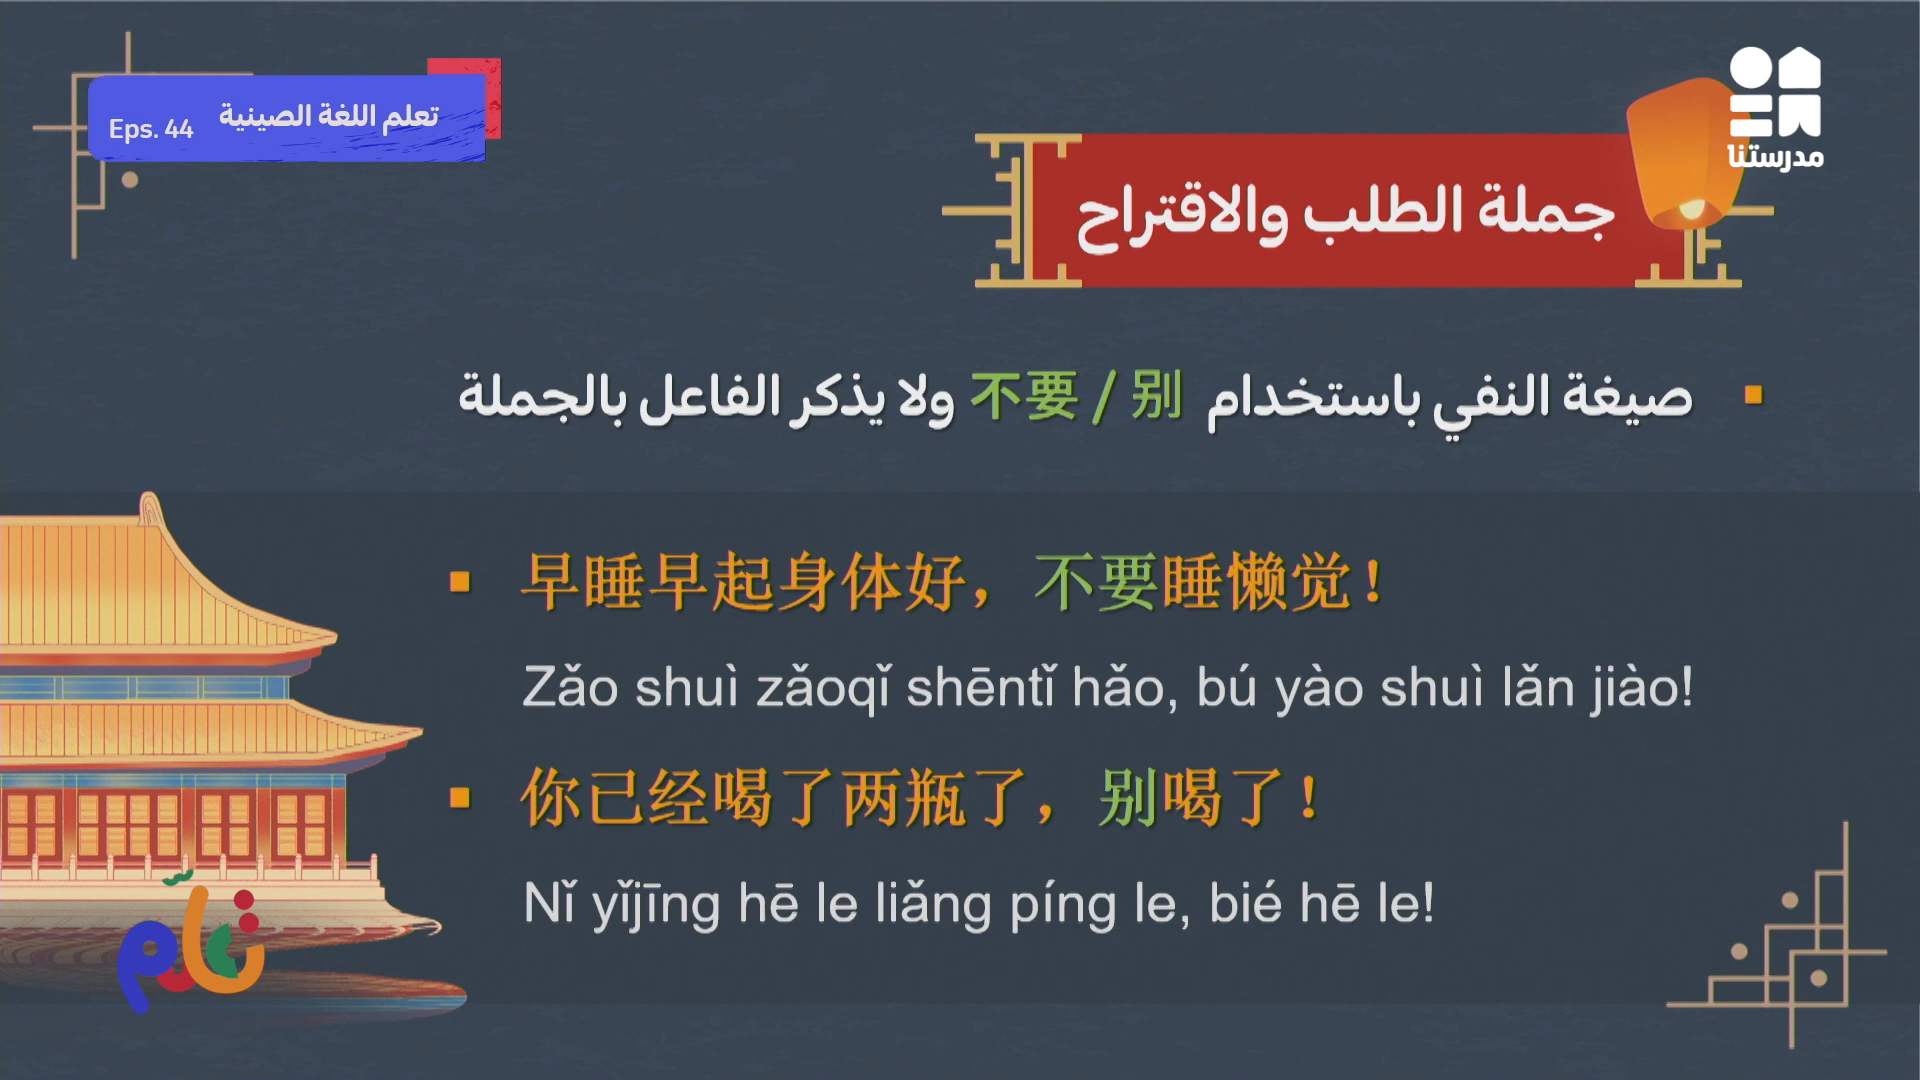 تعلم اللغة الصينية
Eps. 44
مدرستنا
جملة الطلب والاقتراح
صيغة النفي باستخدام 别 / 不要 ولا يذكر الفاعل بالجملة
早睡早起身体好，不要睡懒觉！
Zǎo shuì zǎoqǐ shēntǐ hǎo, bú yào shuì lǎn jiào!
你已经喝了两瓶了，别喝了！
Nǐ yǐjīng hē le liǎng píng le, bié hē le!